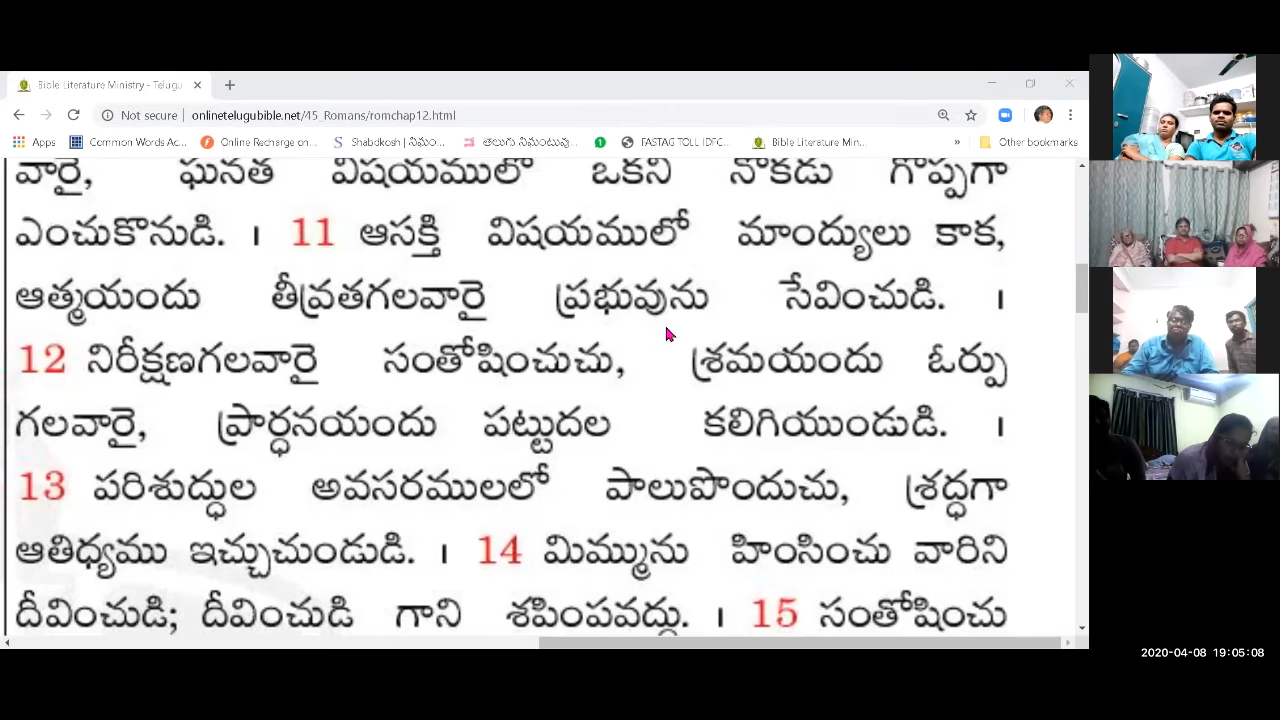 Bible Literature Ministry - Telugu
Not secure | onlinetelugubible.net/45_Romans/romchap12.html
Apps Common Words Ac... Online Recharge on... Shabdkosh | సినం... తెలుగు FASTAG TOLL IDFC... Bible Literature Min... » Other bookmarks
వారై, ఘనత విషయములో ఒకని నొకడు గొప్పగా
ఎంచుకొనుడి. । 11 ఆసక్తి విషయములో మాంద్యులు కాక,
ఆత్మయందు తీవ్రతగలవారై ప్రభువును సేవించుడి. ।
12 నిరీక్షణగలవారై సంతోషించుచు, శ్రమయందు ఓర్పు
గలవారై, ప్రార్ధనయందు పట్టుదల కలిగియుండుడి. ।
13 పరిశుద్ధుల అవసరములలో పాలుపొందుచు, శ్రద్ధగా
ఆతిధ్యము ఇచ్చుచుండుడి. । 14 మిమ్మును హింసించు వారిని
దీవించుడి; దీవించుడి గాని శపింపవద్దు. । 15 సంతోషించు
2020-04-08 19:05:08